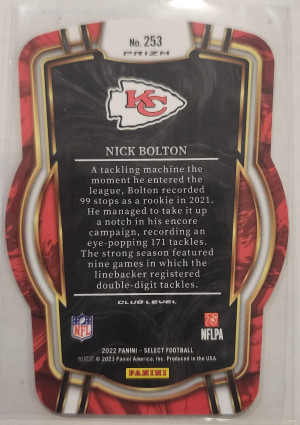 No. 253
PRIZM
KC
NICK BOLTON
A tackling machine the
moment he entered the
league, Bolton recorded
99 stops as a rookie in 2021.
He managed to take it up
a notch in his encore
campaign, recording an
eye-popping 171 tackles.
The strong season featured
nine games in which the
linebacker registered
double-digit tackles.
CLUB LEVEL
NFL
NFLPA
2022 PANINI - SELECT FOOTBALL
© 2023 Panini America, Inc. Produced in the USA.
PANINI